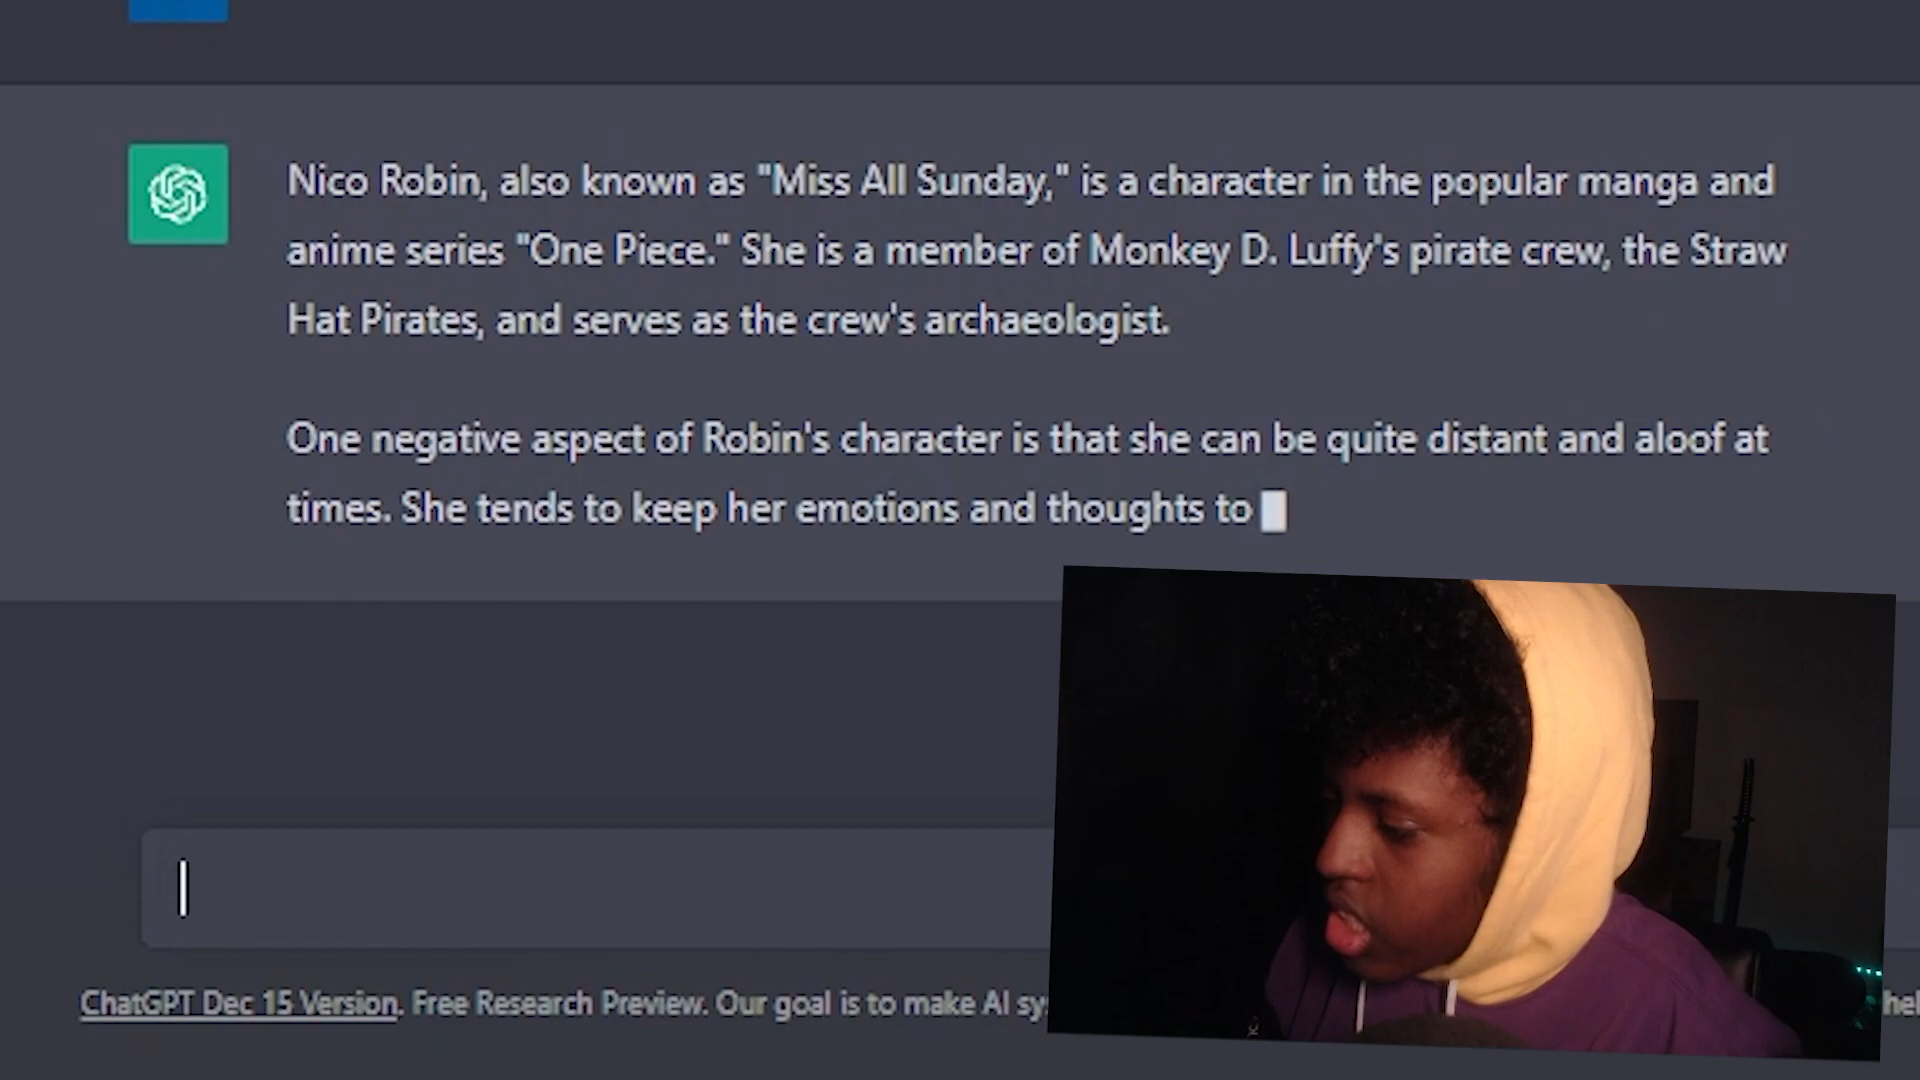 Nico Robin, also known as "Miss All Sunday," is a character in the popular manga and
anime series "One Piece." She is a member of Monkey D. Luffy's pirate crew, the Straw
Hat Pirates, and serves as the crew's archaeologist.
One negative aspect of Robin's character is that she can be quite distant and aloof at
times. She tends to keep her emotions and thoughts to
ChatGPT Dec 15 Version. Free Research Preview. Our goal is to make AI sy